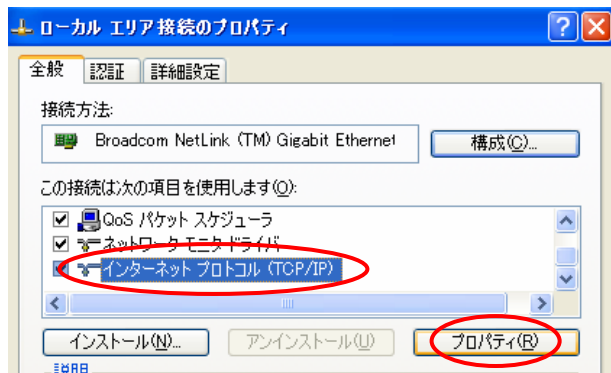 ローカル エリア接続のプロパティ
全般 認証 詳細設定
接続方法:
Broadcom NetLink (TM) Gigabit Ethernet 構成(C)...
この接続は次の項目を使用します(O):
QoS パケット スケジューラ
ネットワーク モニタ ドライバ
インターネット プロトコル (TCP/IP)
インストール(N)... アンインストール(U) プロパティ(R)
説明